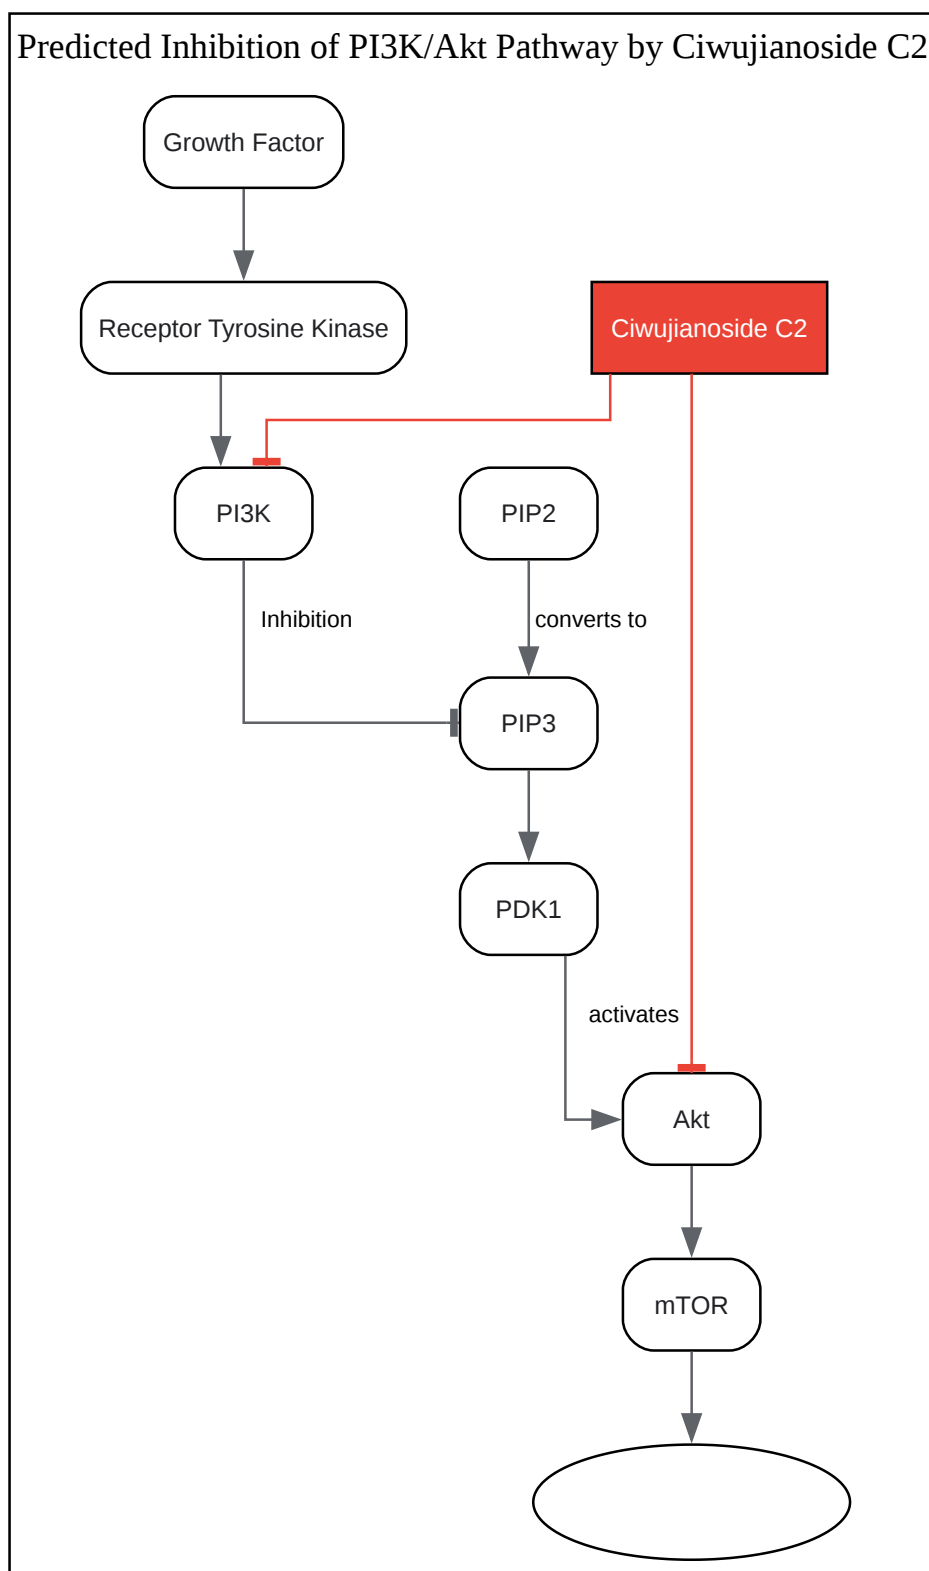 Predicted Inhibition of PI3K/Akt Pathway by Ciwujianoside C2
Growth Factor
Receptor Tyrosine Kinase
Ciwujianoside C2
PI3K
PIP2
Inhibition
converts to
PIP3
PDK1
activates
Akt
mTOR